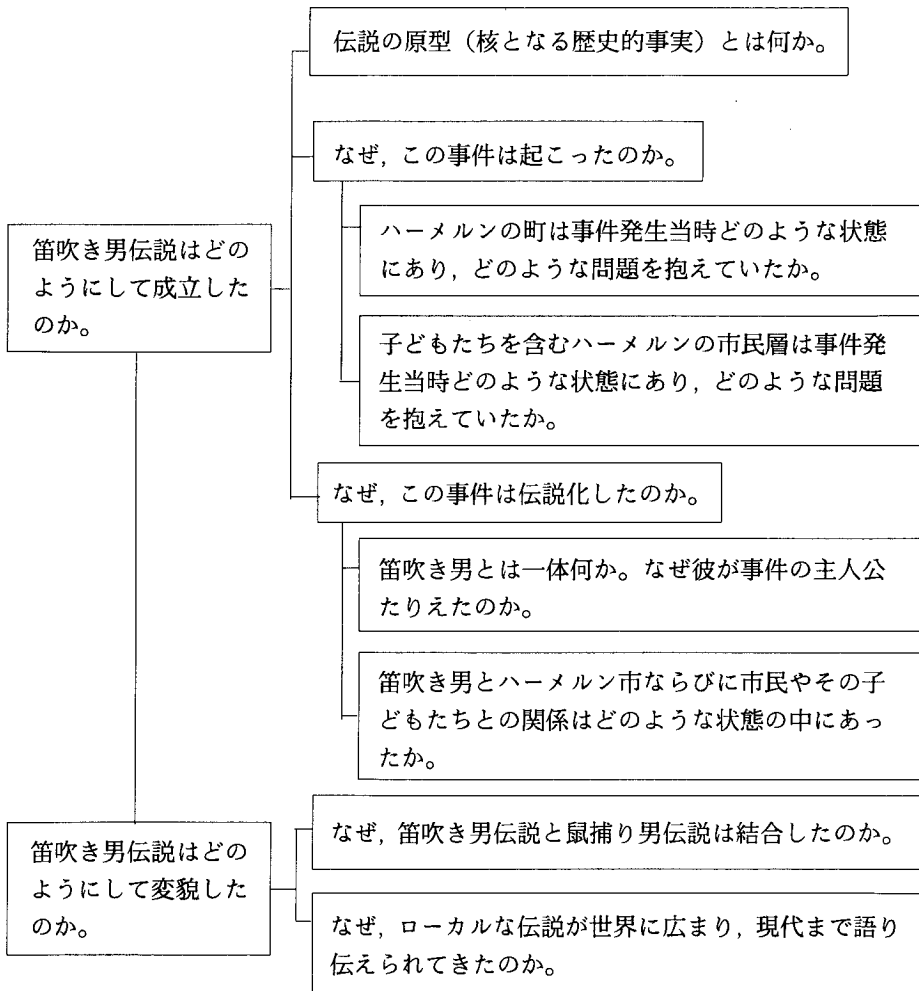 伝説の原型（核となる歴史的事実）とは何か。
なぜ，この事件は起こったのか。
ハーメルンの町は事件発生当時どのような状態
にあり，どのような問題を抱えていたか。
笛吹き男伝説はどの
ようにして成立した
のか。
子どもたちを含むハーメルンの市民層は事件発
生当時どのような状態にあり，どのような問題
を抱えていたか。
なぜ，この事件は伝説化したのか。
笛吹き男とは一体何か。なぜ彼が事件の主人公
たりえたのか。
笛吹き男とハーメルン市ならびに市民やその子
どもたちとの関係はどのような状態の中にあっ
たか。
笛吹き男伝説はどの
ようにして変貌した
のか。
なぜ，笛吹き男伝説と鼠捕り男伝説は結合したのか。
なぜ，ローカルな伝説が世界に広まり，現代まで語り
伝えられてきたのか。